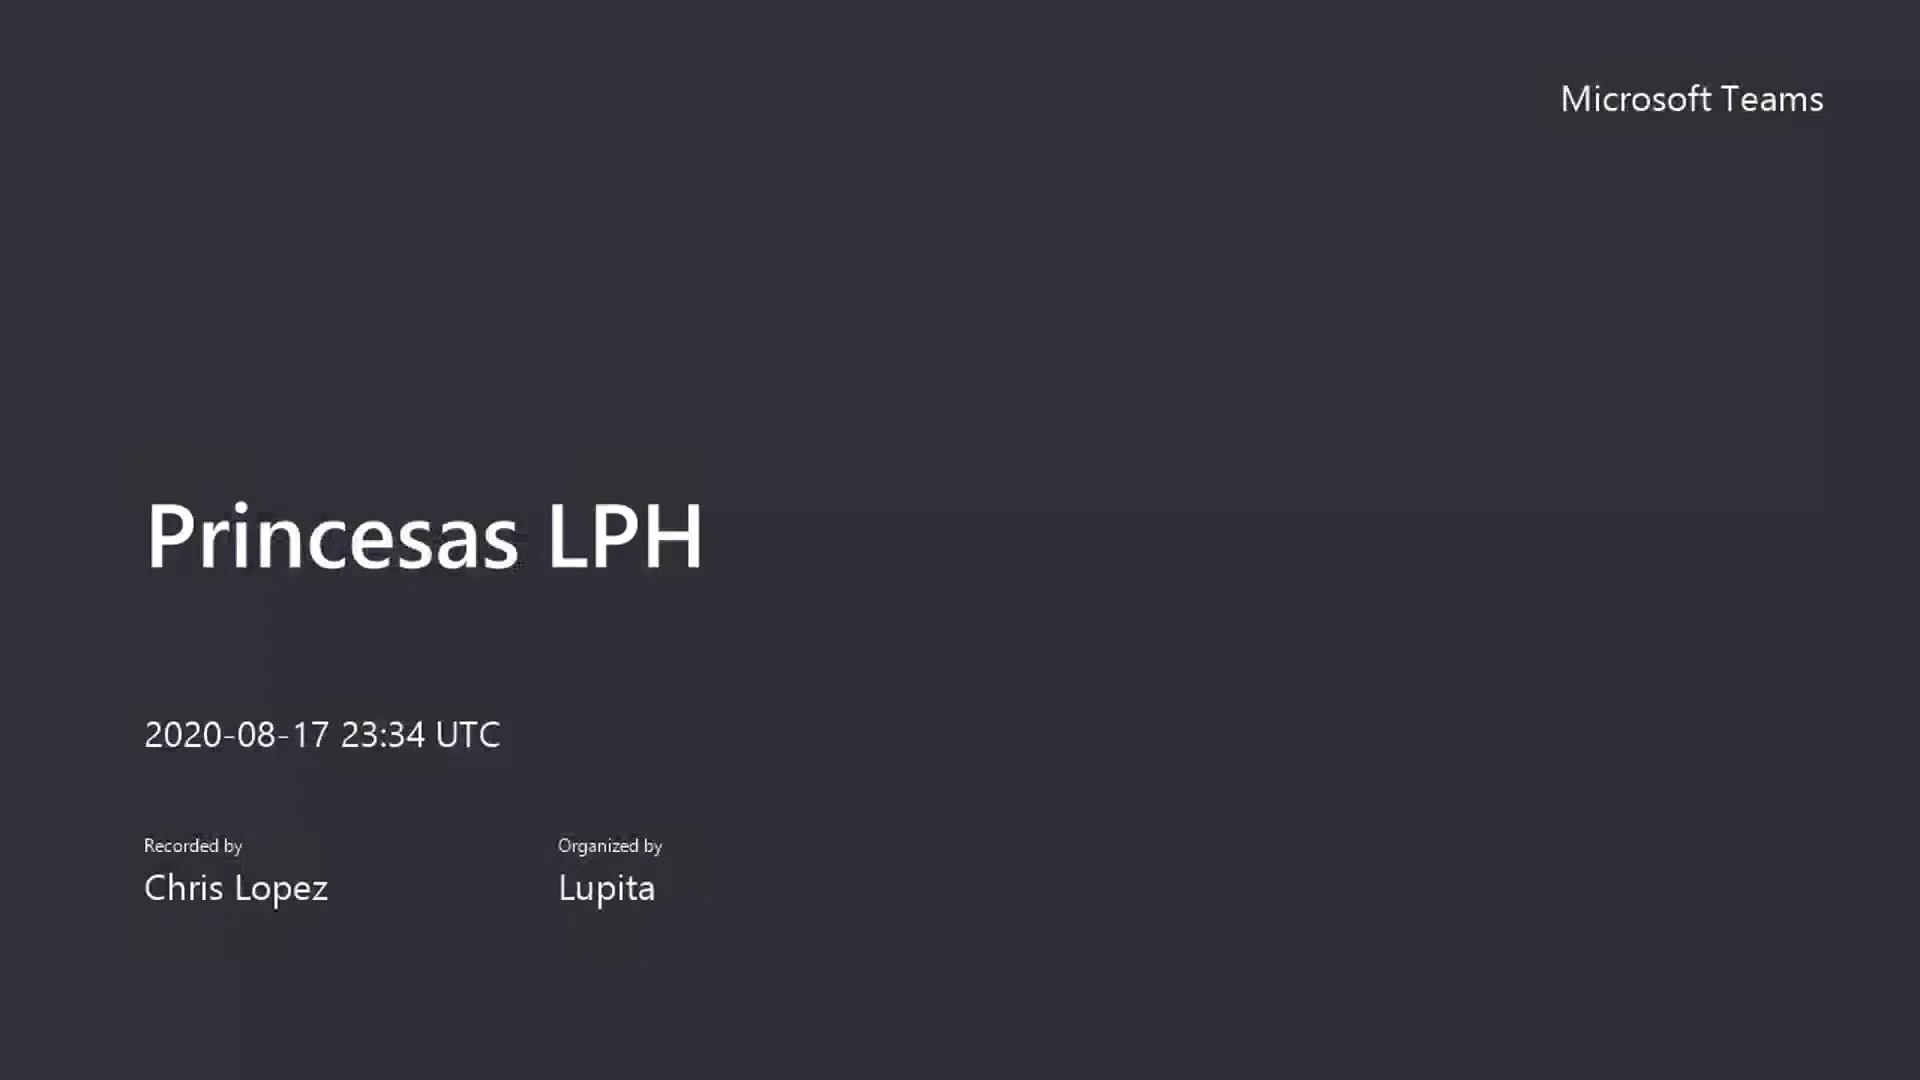 Microsoft Teams
Princesas LPH
2020-08-17 23:34 UTC
Recorded by
Chris Lopez
Organized by
Lupita